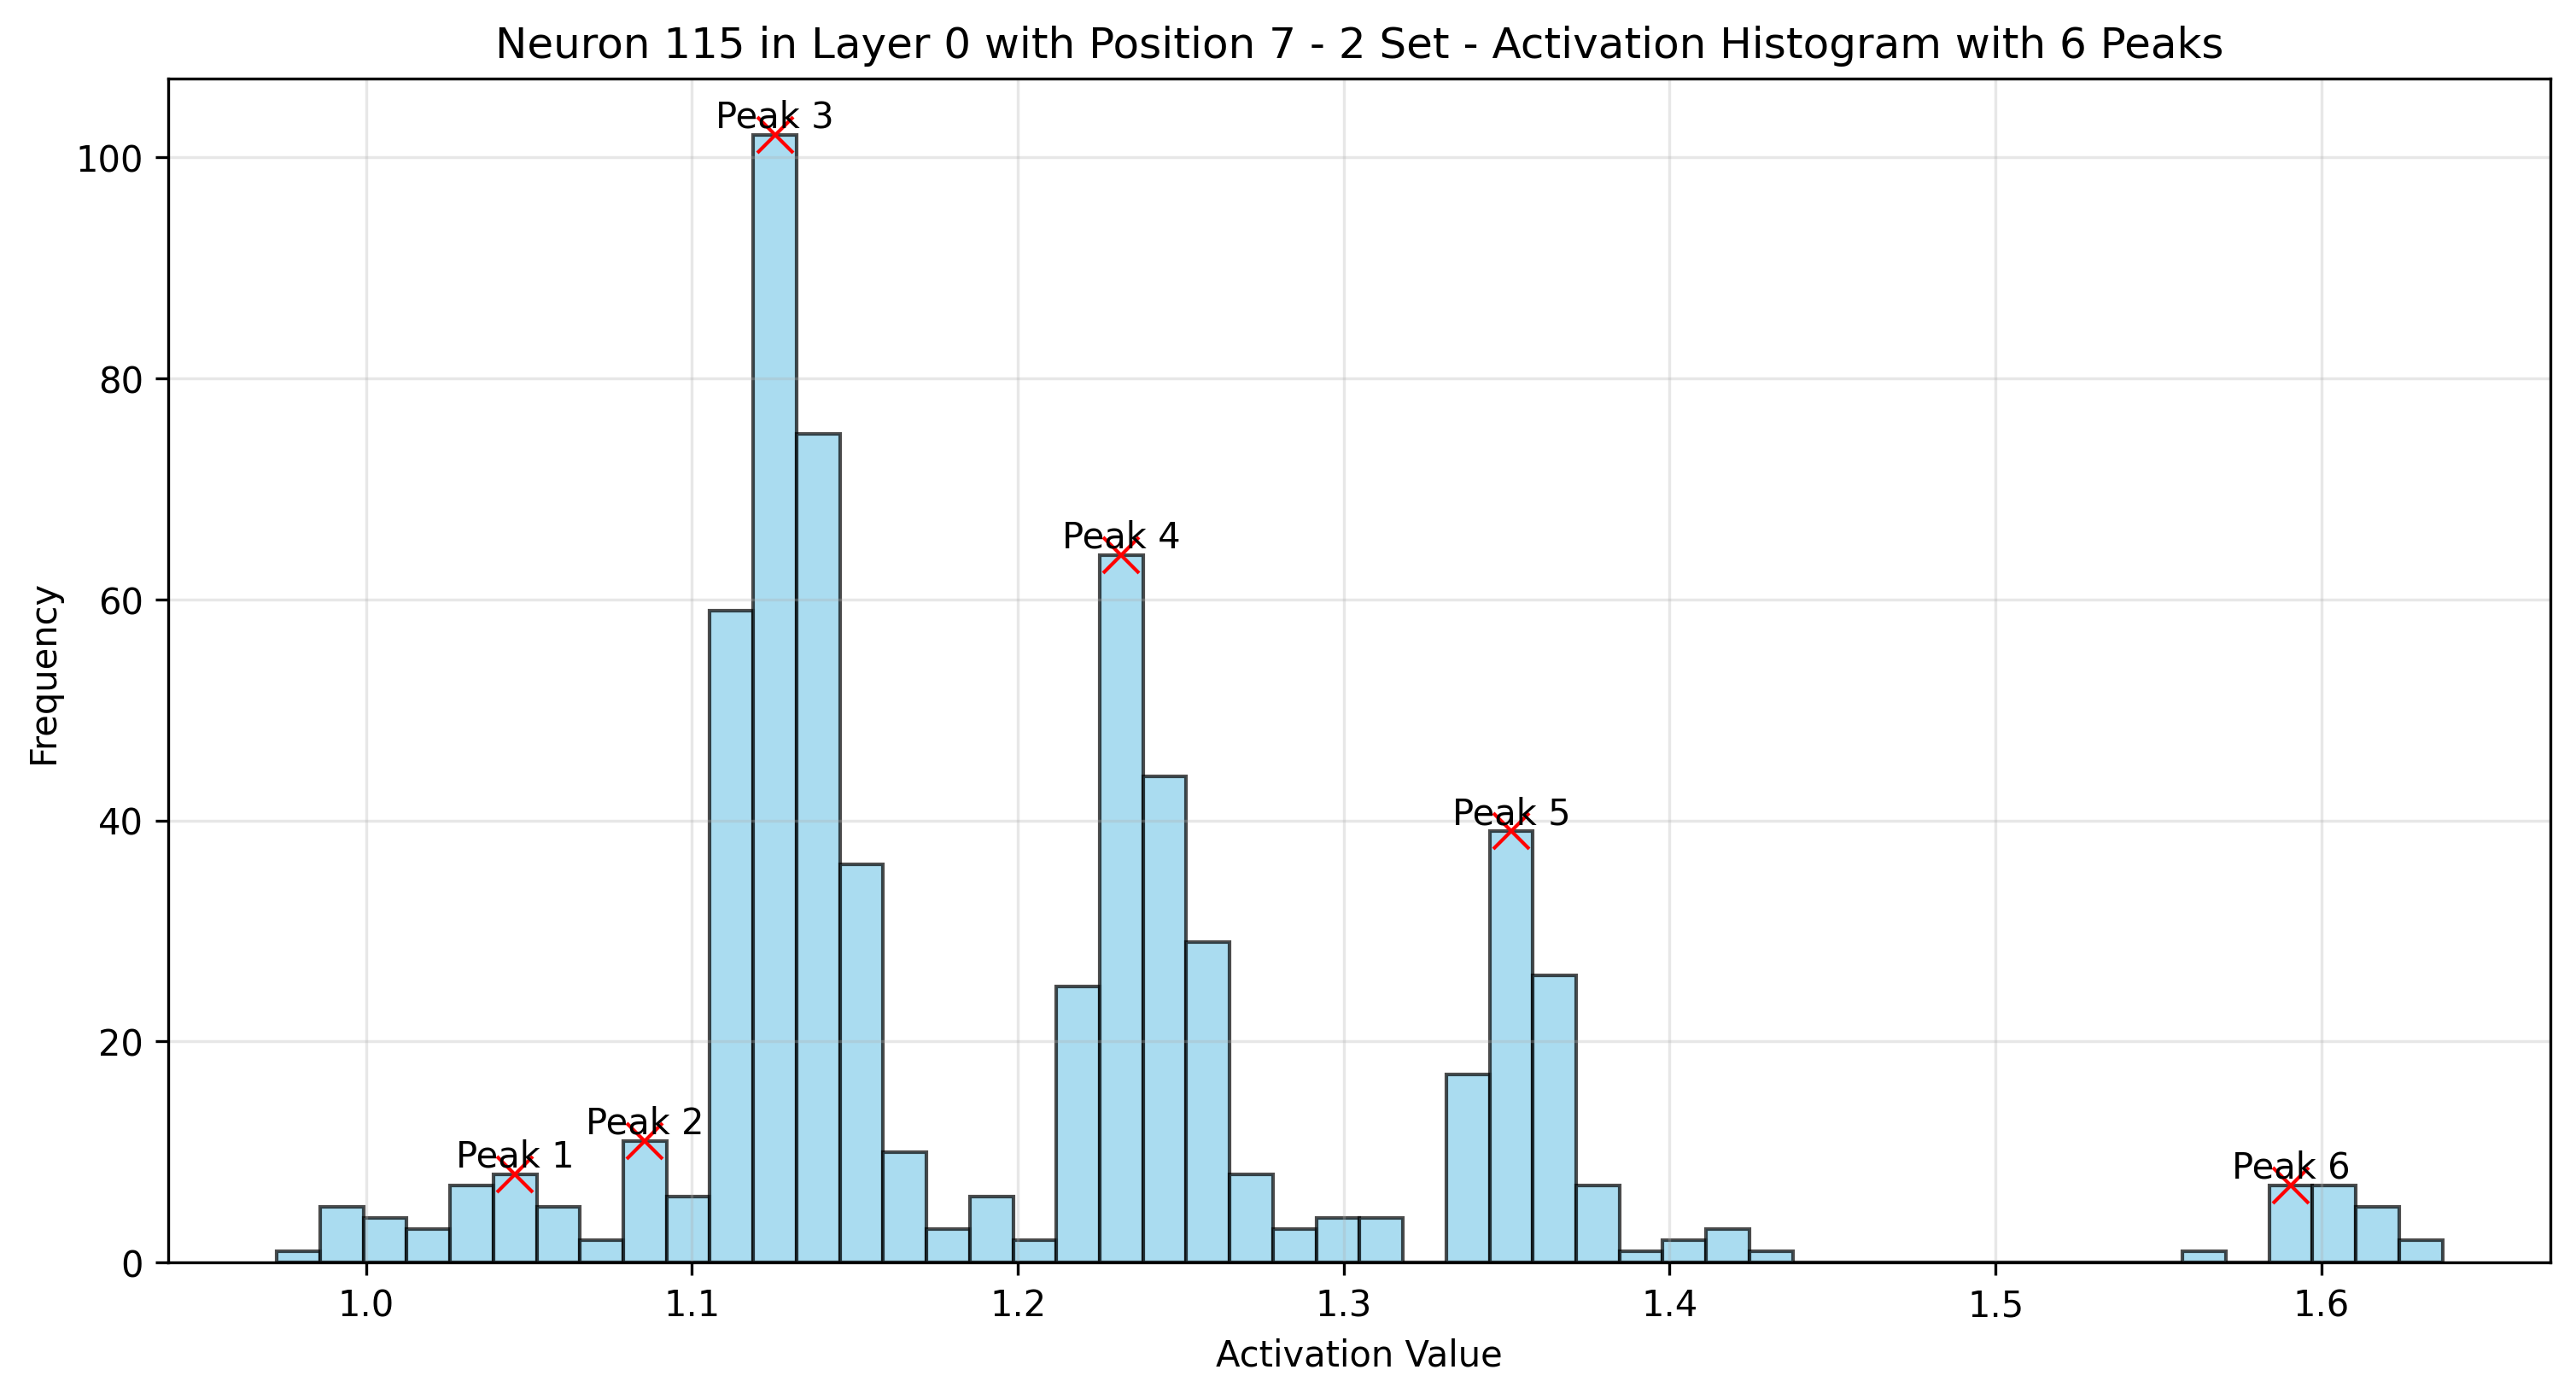 Neuron 115 in Layer 0 with Position 7 - 2 Set - Activation Histogram with 6 Peaks
Peak 3
100
80
Peak 4
60
Frequency
Peak 5
40
20
Peak 2
Peak 1
Peak 6
0
1.0 1.1 1.2 1.3 1.4 1.5 1.6
Activation Value